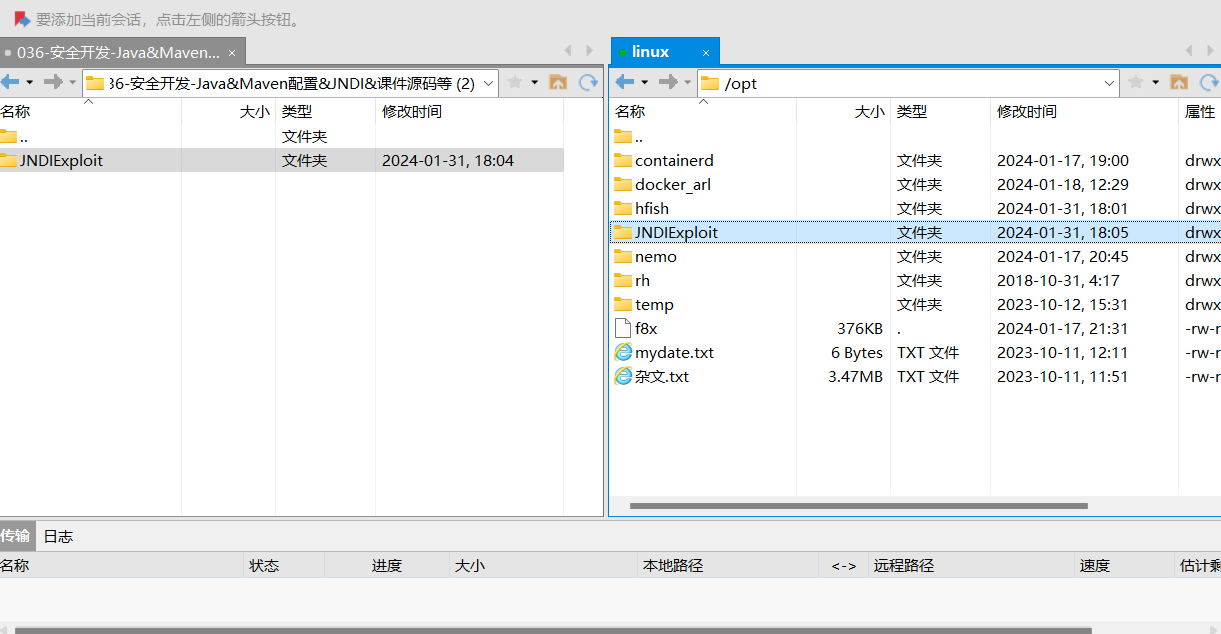 要添加当前会话，点击左侧的箭头按钮。
036-安全开发-Java&Maven... ×
linux ×
36-安全开发-Java&Maven配置&JNDI&课件源码等 (2)
/opt
名称 大小 类型 修改时间
.. 文件夹
JNDIExploit 文件夹 2024-01-31, 18:04
名称 大小 类型 修改时间 属性
..
containerd 文件夹 2024-01-17, 19:00 drwx
docker_arl 文件夹 2024-01-18, 12:29 drwx
hfish 文件夹 2024-01-31, 18:01 drwx
JNDIExploit 文件夹 2024-01-31, 18:05 drwx
nemo 文件夹 2024-01-17, 20:45 drwx
rh 文件夹 2018-10-31, 4:17 drwx
temp 文件夹 2023-10-12, 15:31 drwx
f8x 376KB . 2024-01-17, 21:31 -rw-r
mydate.txt 6 Bytes TXT 文件 2023-10-11, 12:11 -rw-r
杂文.txt 3.47MB TXT 文件 2023-10-11, 11:51 -rw-r
传输 日志
名称 状态 进度 大小 本地路径 <-> 远程路径 速度 估计剩